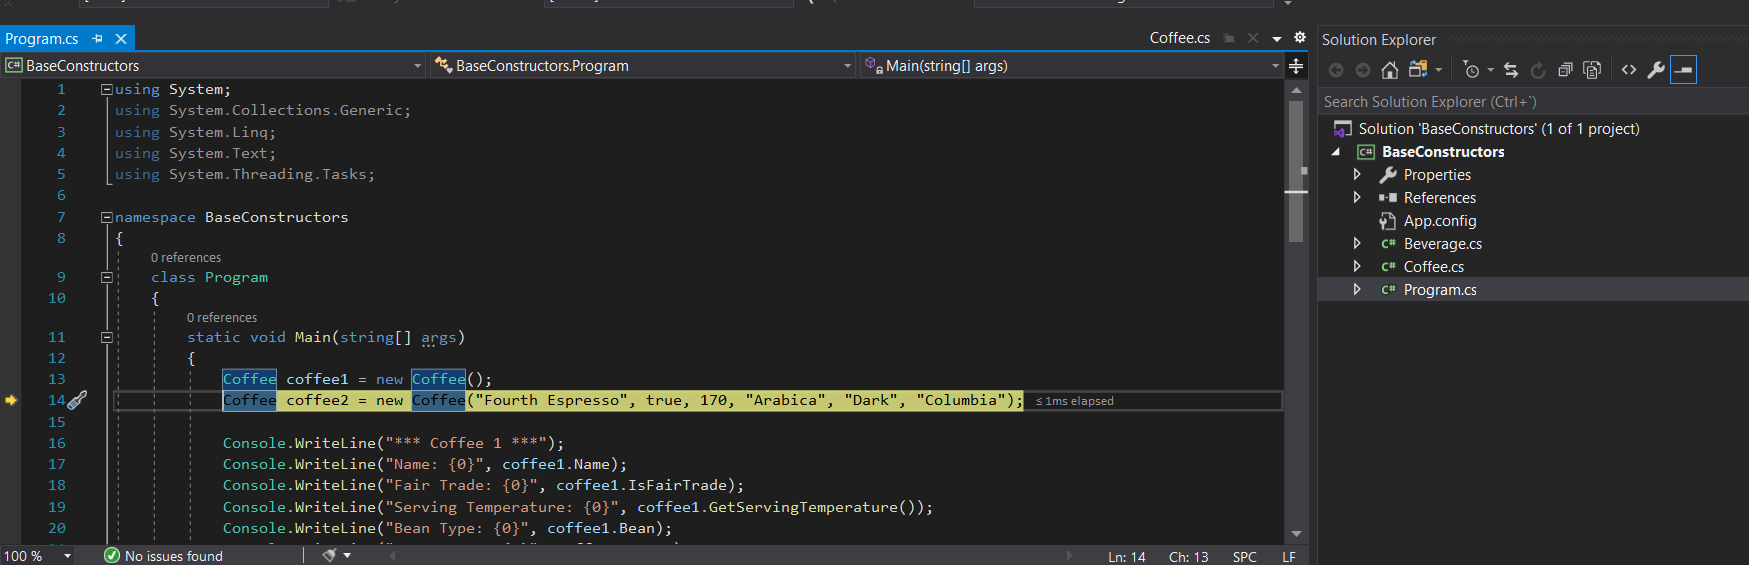 Program.cs
Coffee.cs
BaseConstructors
BaseConstructors.Program
Main(string[] args)
1 using System;
2 using System.Collections.Generic;
3 using System.Linq;
4 using System.Text;
5 using System.Threading.Tasks;
6
7 namespace BaseConstructors
8 {
0 references
9 class Program
10 {
0 references
11 static void Main(string[] args)
12 {
13 Coffee coffee1 = new Coffee();
14 Coffee coffee2 = new Coffee("Fourth Espresso", true, 170, "Arabica", "Dark", "Columbia"); ≤ 1ms elapsed
15
16 Console.WriteLine("*** Coffee 1 ***");
17 Console.WriteLine("Name: {0}", coffee1.Name);
18 Console.WriteLine("Fair Trade: {0}", coffee1.IsFairTrade);
19 Console.WriteLine("Serving Temperature: {0}", coffee1.GetServingTemperature());
20 Console.WriteLine("Bean Type: {0}", coffee1.Bean);
100 %
No issues found
Ln: 14 Ch: 13 SPC LF
Solution Explorer
Search Solution Explorer (Ctrl+`)
Solution 'BaseConstructors' (1 of 1 project)
C# BaseConstructors
Properties
References
App.config
C# Beverage.cs
C# Coffee.cs
C# Program.cs